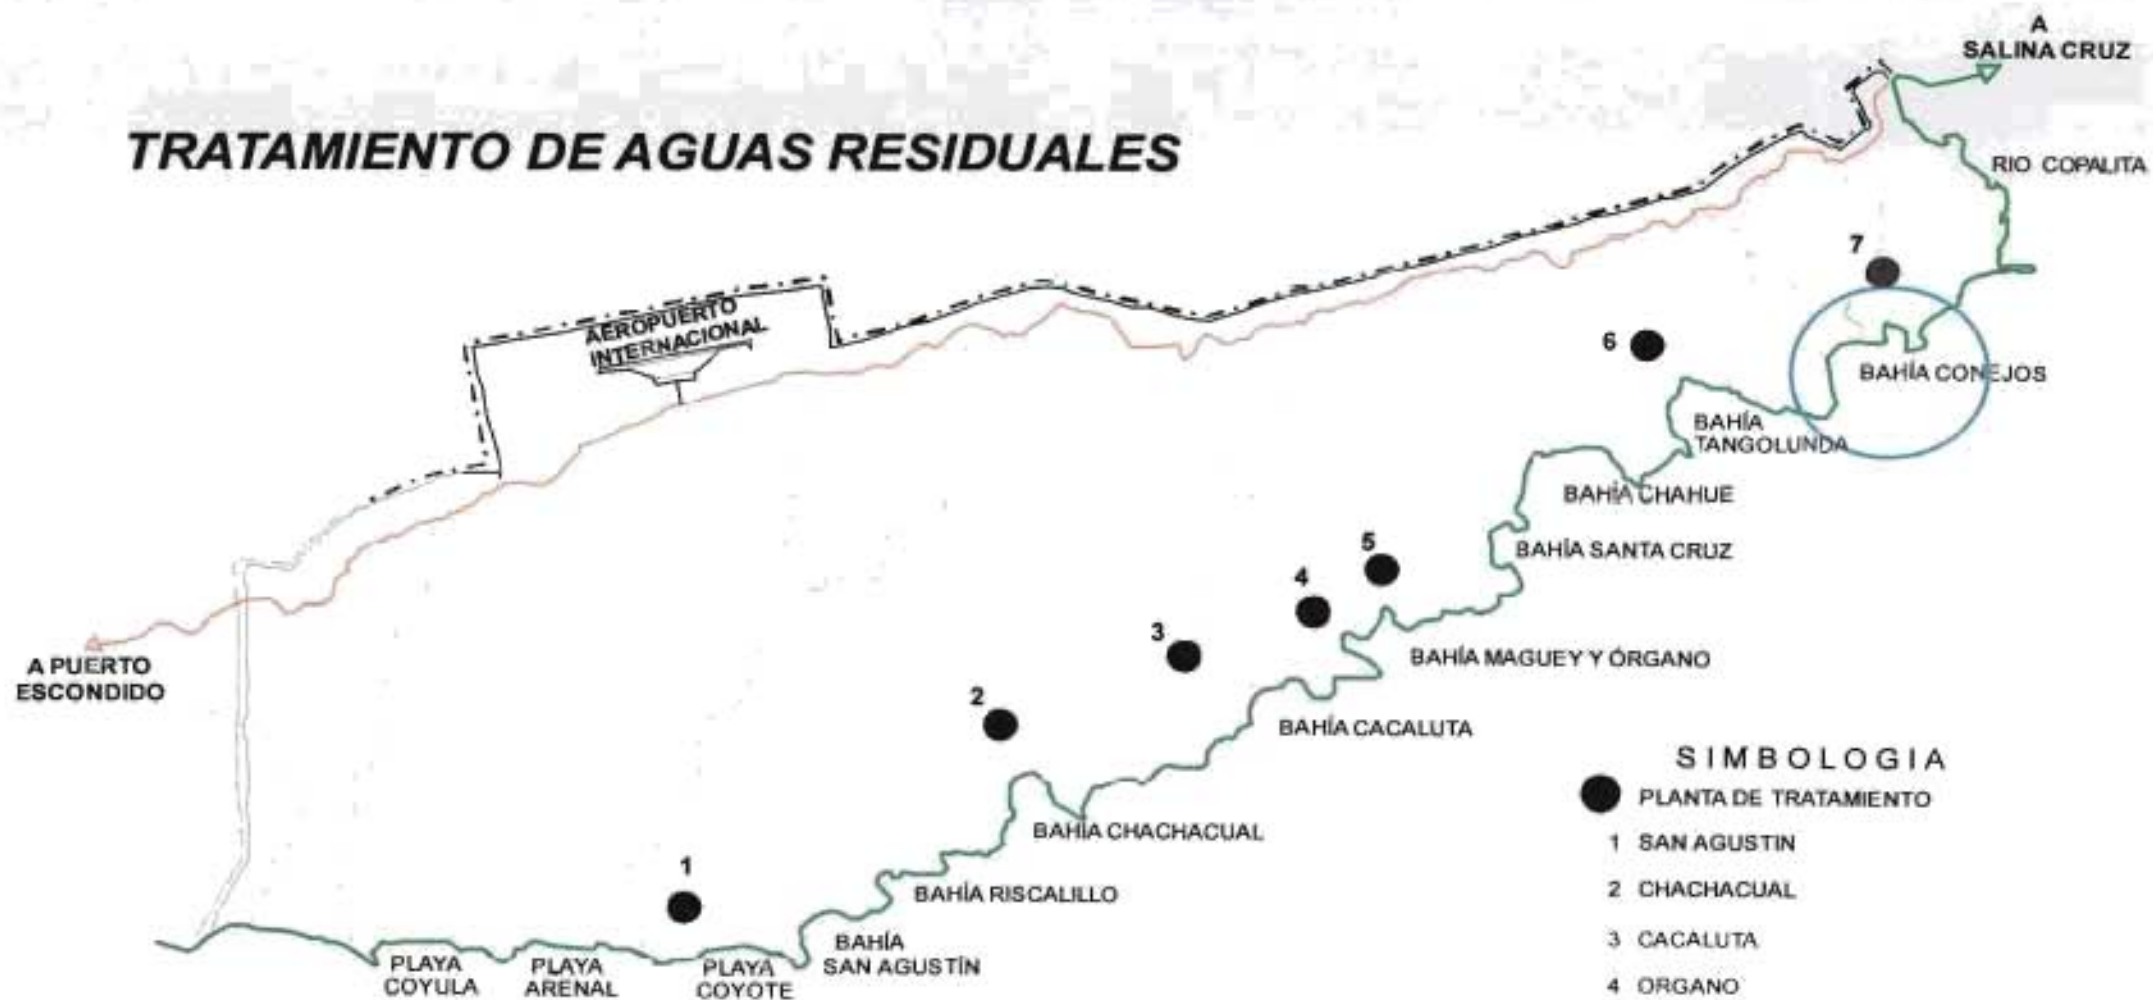 A
SALINA CRUZ
TRATAMIENTO DE AGUAS RESIDUALES
RIO COPALITA
7
AEROPUERTO
INTERNACIONAL
6
BAHÍA CONEJOS
BAHÍA
TANGOLUNDA
BAHÍA CHAHUE
5
BAHÍA SANTA CRUZ
4
3
A PUERTO
ESCONDIDO
BAHÍA MAGUEY Y ÓRGANO
2
BAHÍA CACALUTA
SIMBOLOGIA
PLANTA DE TRATAMIENTO
BAHÍA CHACHACUAL
1 SAN AGUSTIN
1
BAHÍA RISCALILLO
2 CHACHACUAL
BAHÍA
SAN AGUSTÍN
3 CACALUTA
PLAYA
COYULA
PLAYA
ARENAL
PLAYA
COYOTE
4 ORGANO